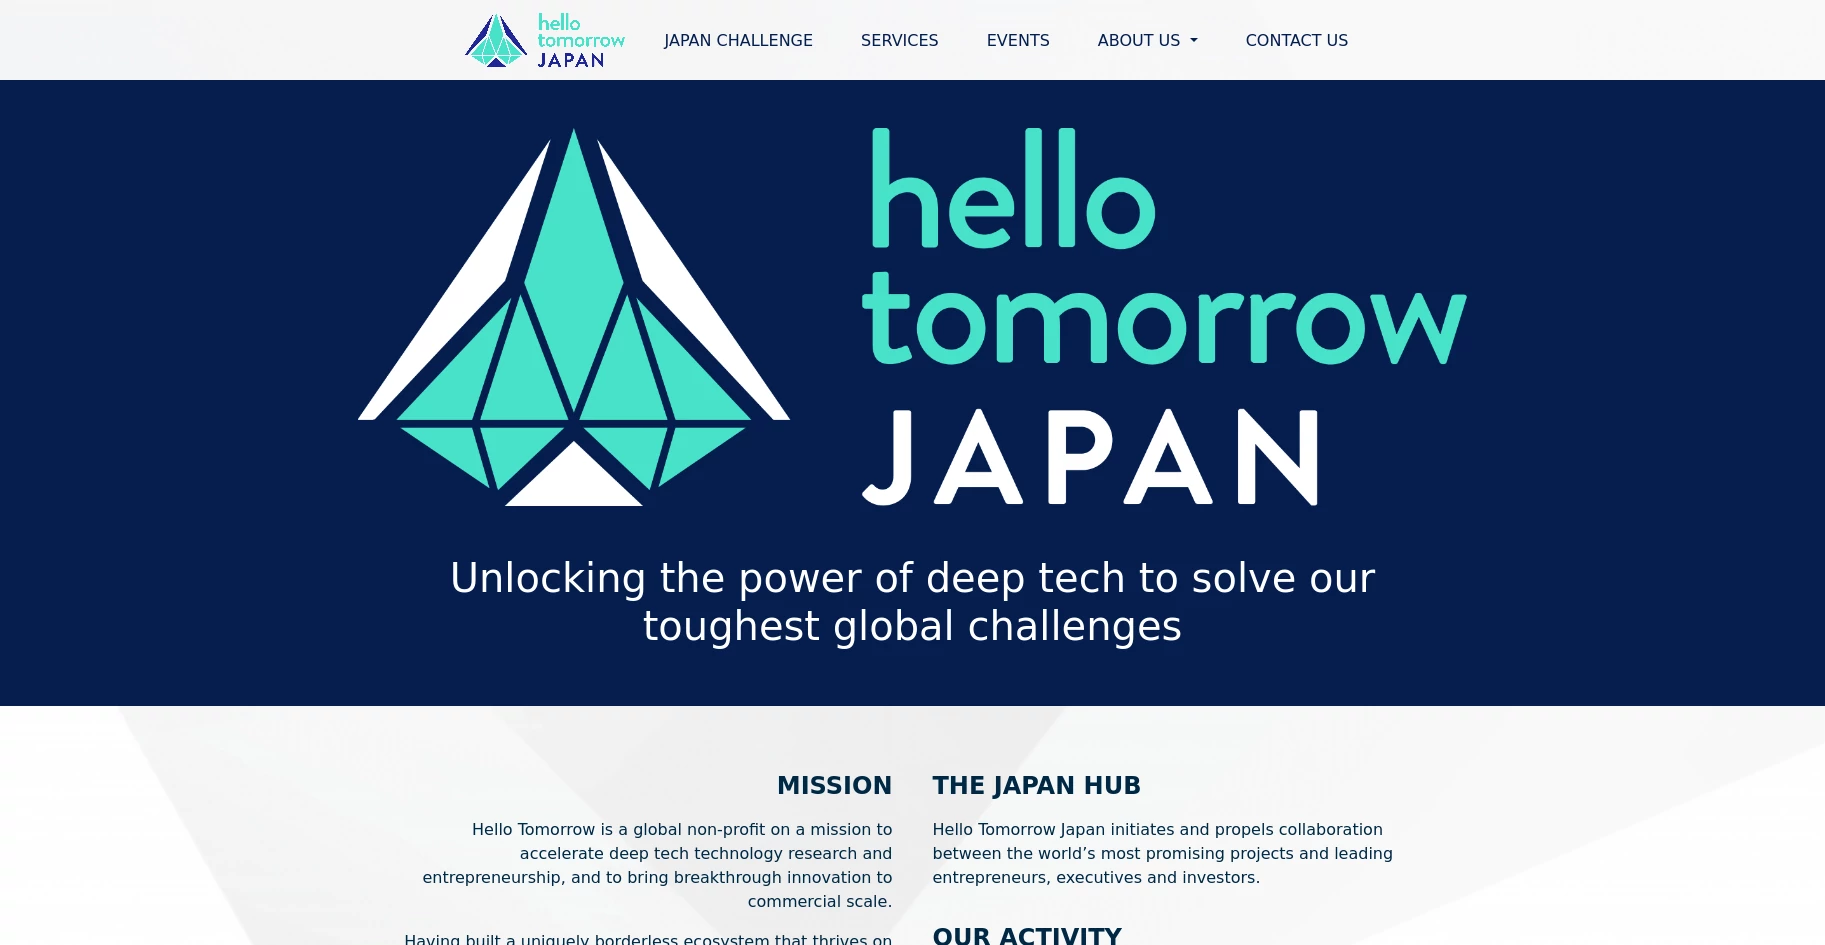 hello
tomorrow
JAPAN
JAPAN CHALLENGE
SERVICES
EVENTS
ABOUT US
CONTACT US
hello
tomorrow
JAPAN
Unlocking the power of deep tech to solve our
toughest global challenges
MISSION
Hello Tomorrow is a global non-profit on a mission to
accelerate deep tech technology research and
entrepreneurship, and to bring breakthrough innovation to
commercial scale.
Having built a uniquely borderless ecosystem that thrives on
THE JAPAN HUB
Hello Tomorrow Japan initiates and propels collaboration
between the world’s most promising projects and leading
entrepreneurs, executives and investors.
OUR ACTIVITY